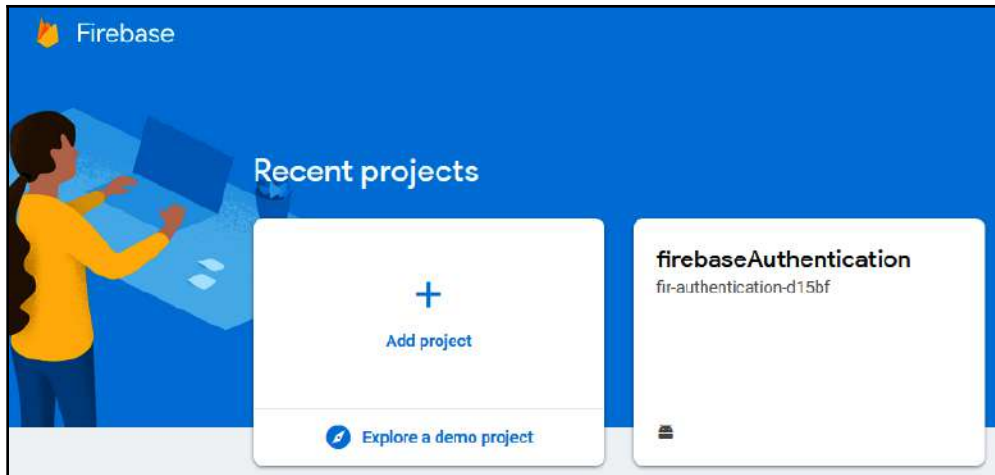 Firebase
Recent projects
Add project
Explore a demo project
firebaseAuthentication
fir-authentication-d15bf